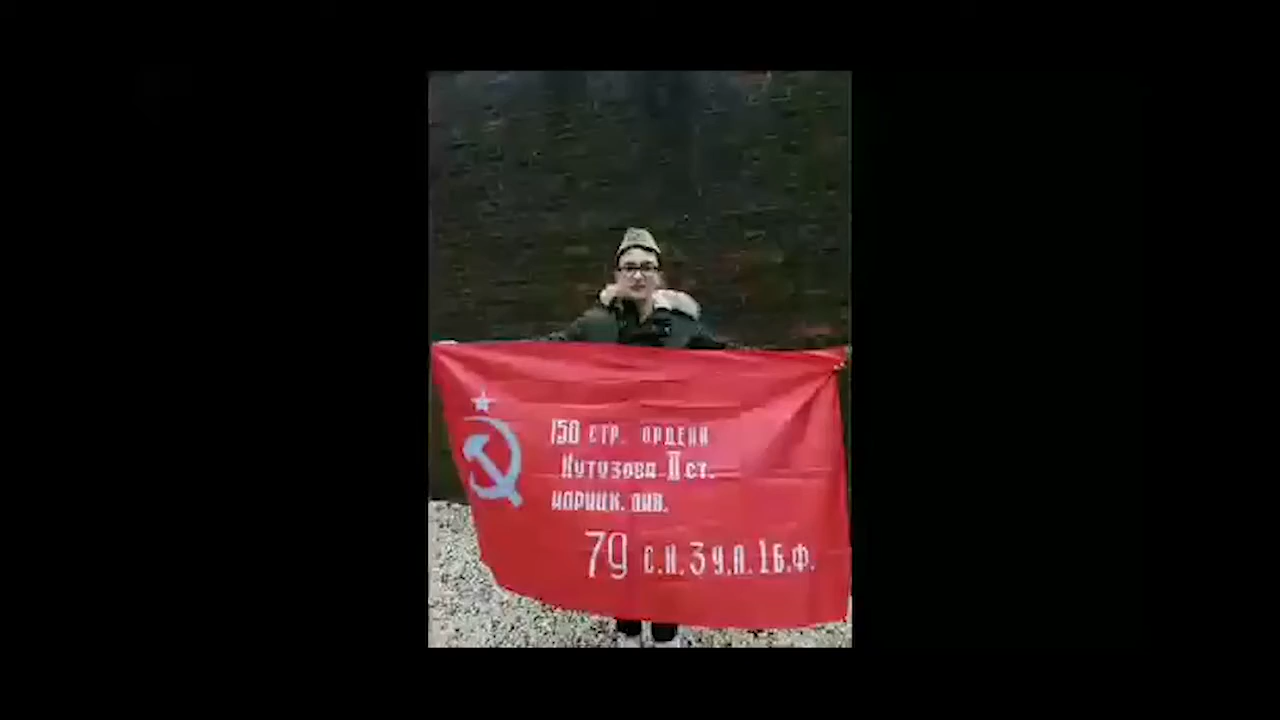 150 стр. ордена
Кутузова II ст.
идрицк. див.
79 С.К. 3 У.А. 1 Б.Ф.